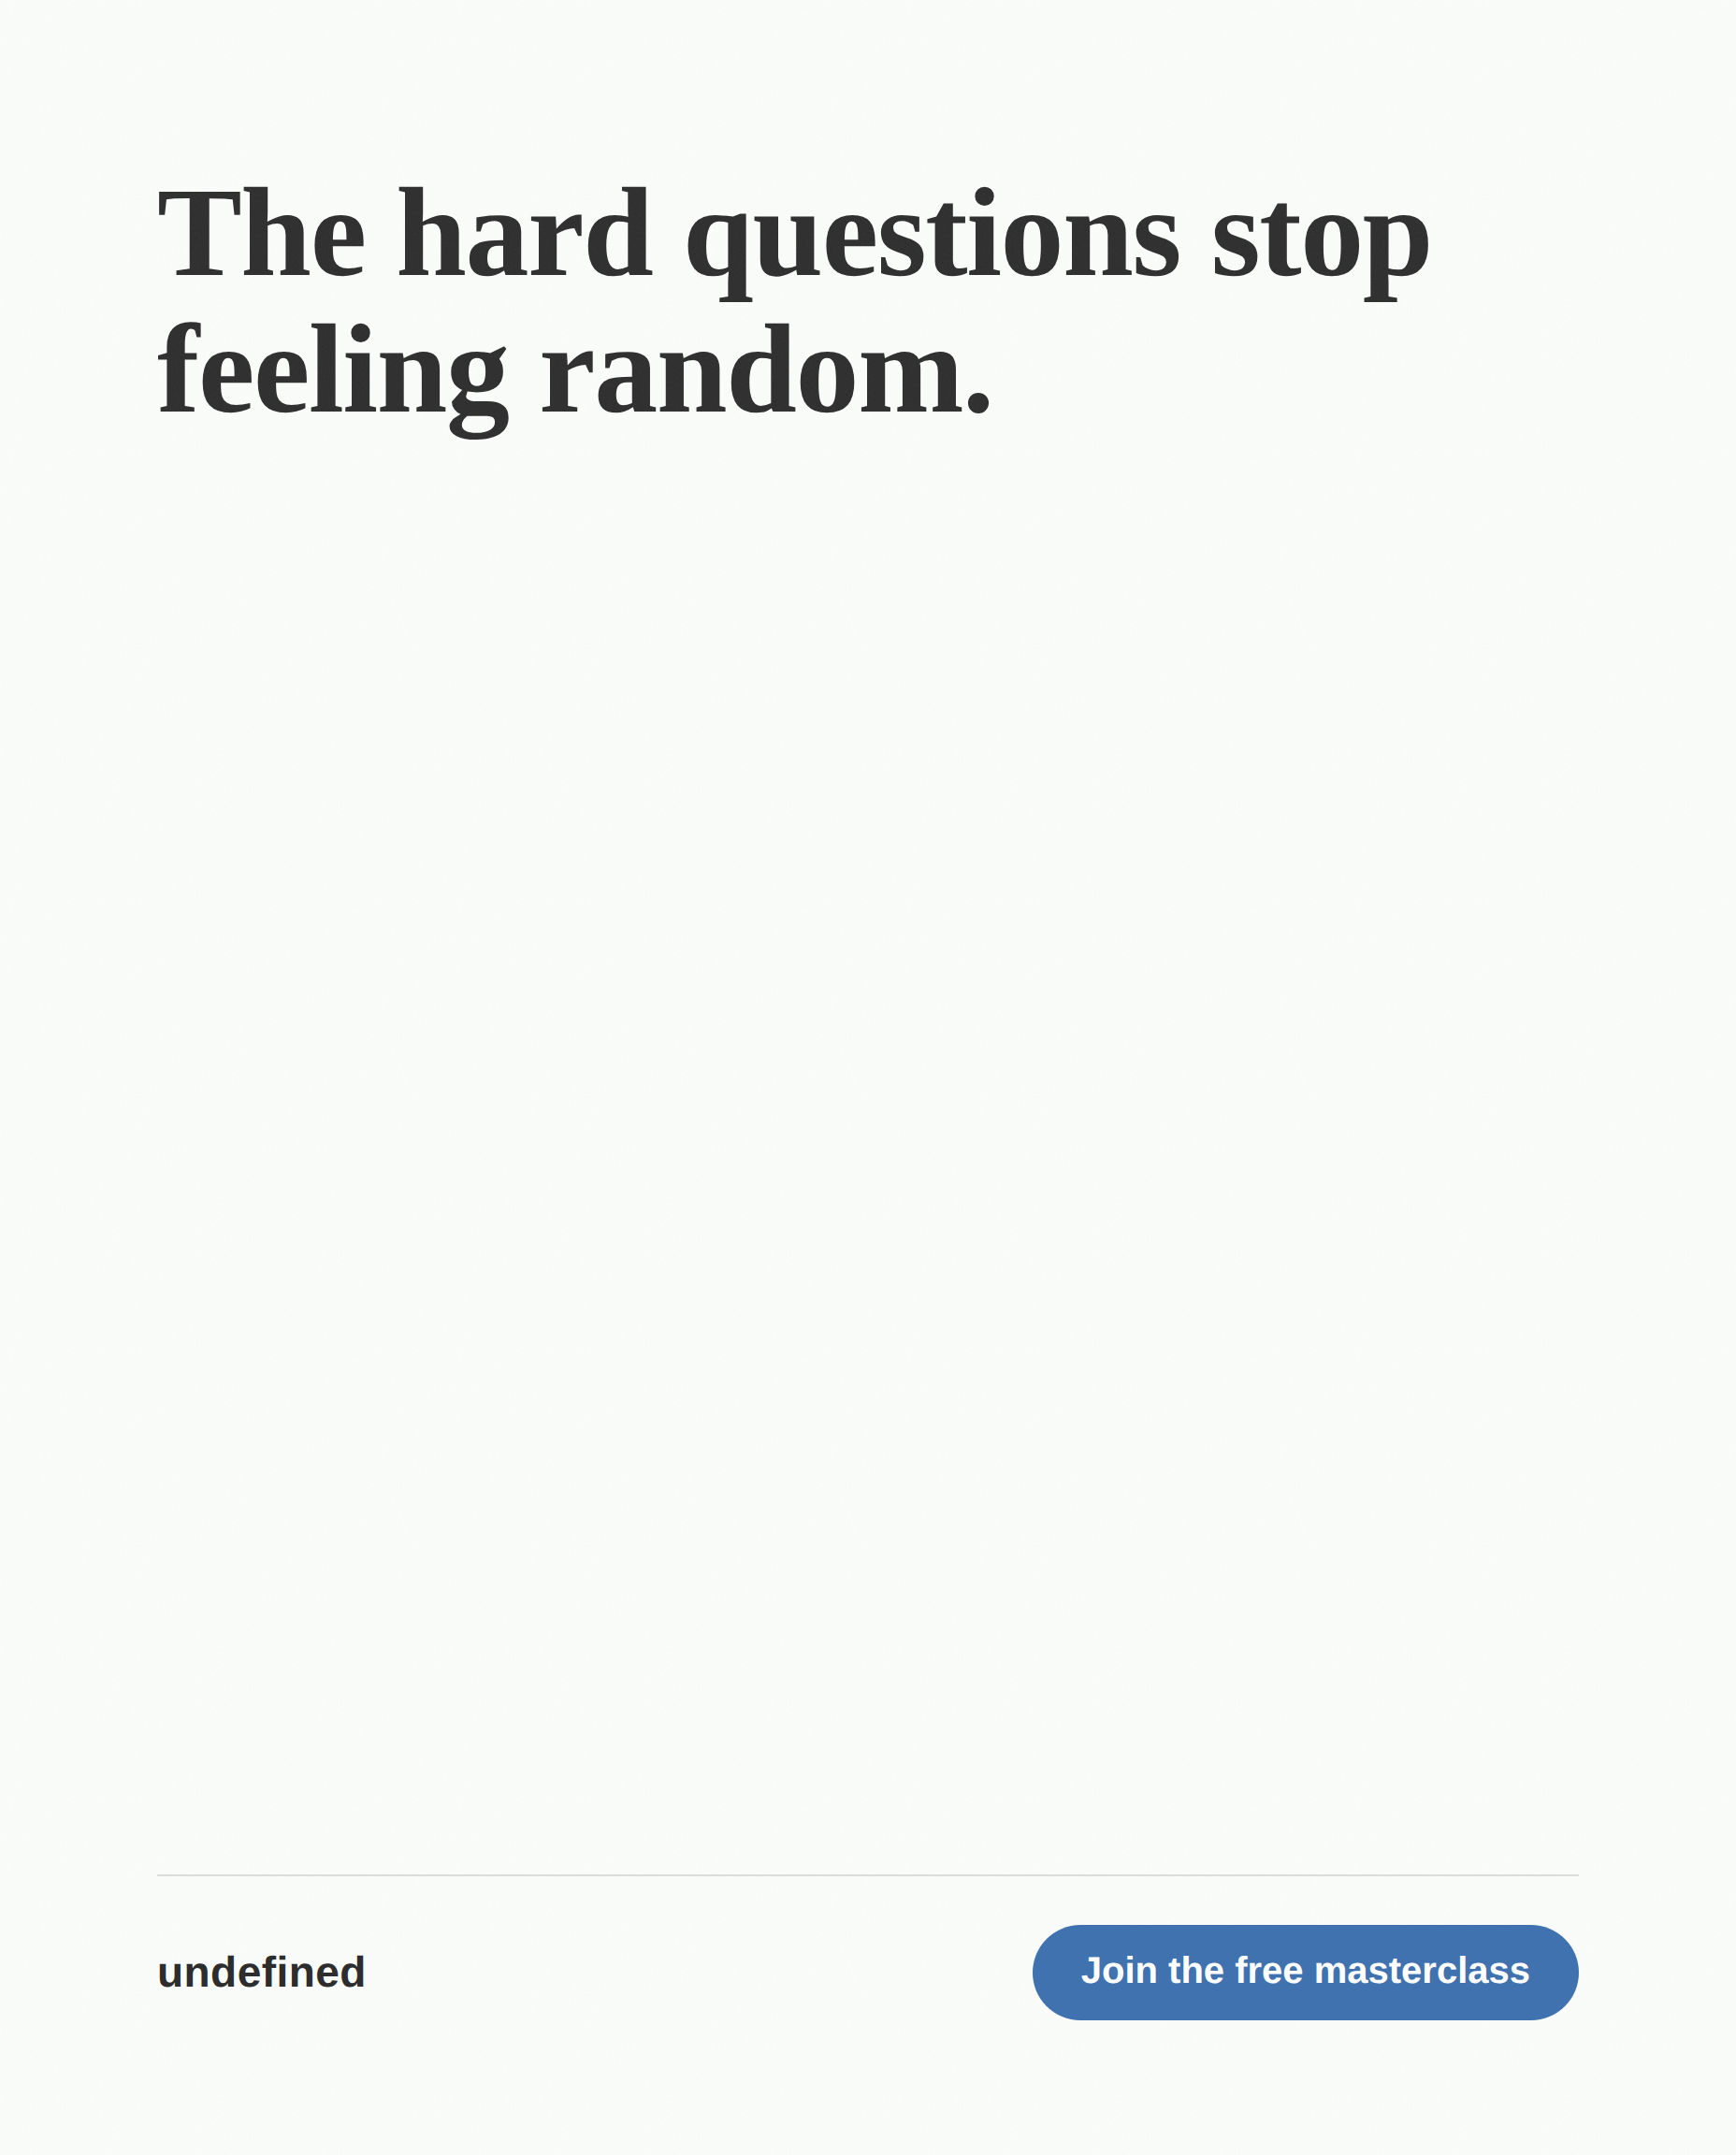 The hard questions stop
feeling random.
undefined
Join the free masterclass